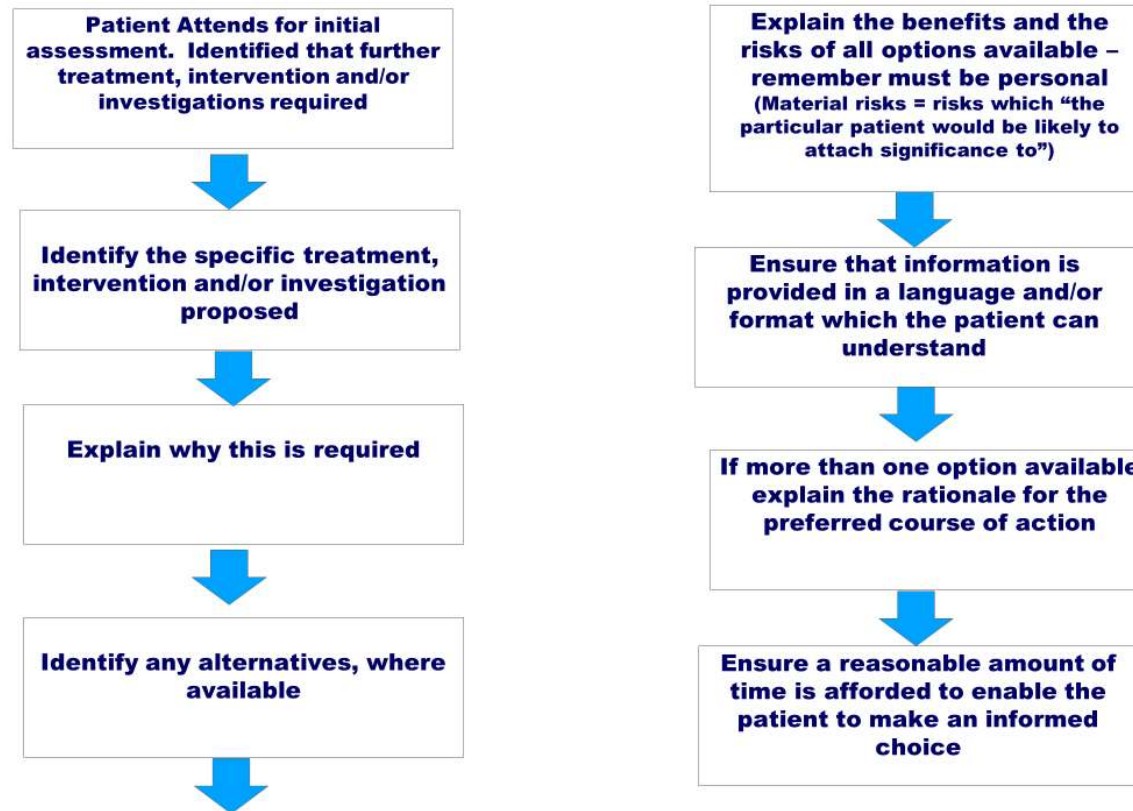 Patient Attends for initial
assessment.  Identified that further
treatment, intervention and/or
investigations required
Identify the specific treatment,
intervention and/or investigation
proposed
Explain why this is required
Identify any alternatives, where
available
Explain the benefits and the
risks of all options available –
remember must be personal
(Material risks = risks which “the
particular patient would be likely to
attach significance to”)
Ensure that information is
provided in a language and/or
format which the patient can
understand
If more than one option available
explain the rationale for the
preferred course of action
Ensure a reasonable amount of
time is afforded to enable the
patient to make an informed
choice